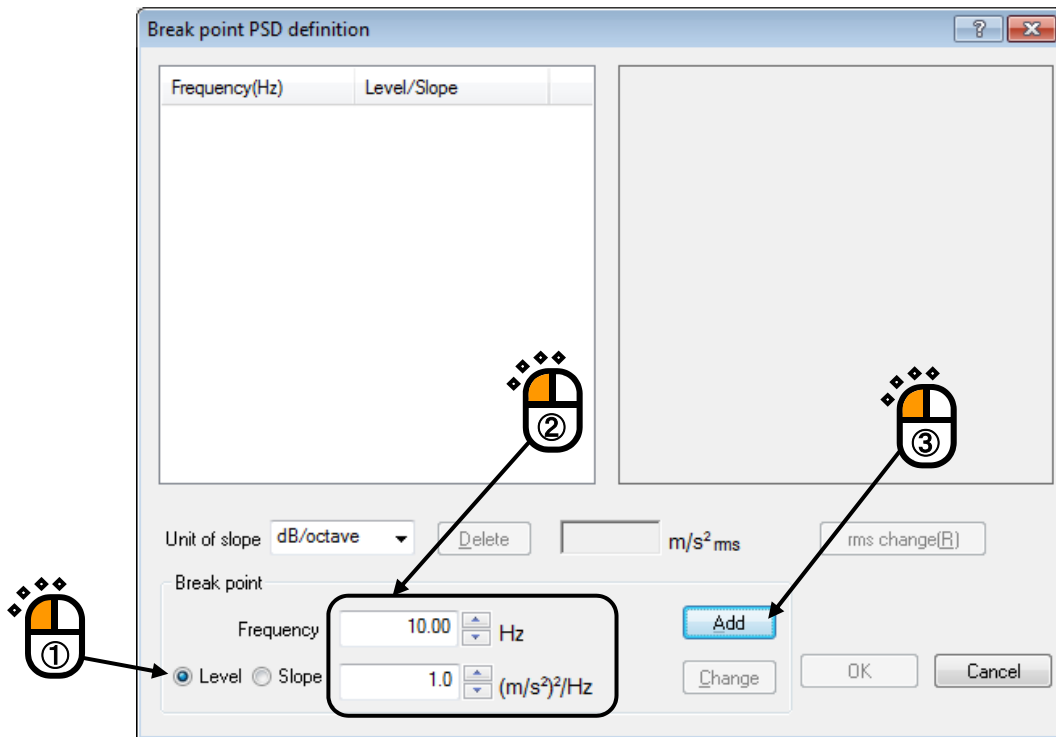 Break point PSD definition
?
Frequency(Hz) Level/Slope
②
③
Unit of slope dB/octave Delete m/s² rms rms change(R)
Break point
Frequency 10.00 Hz Add
①
Level Slope 1.0 (m/s²)²/Hz Change OK Cancel